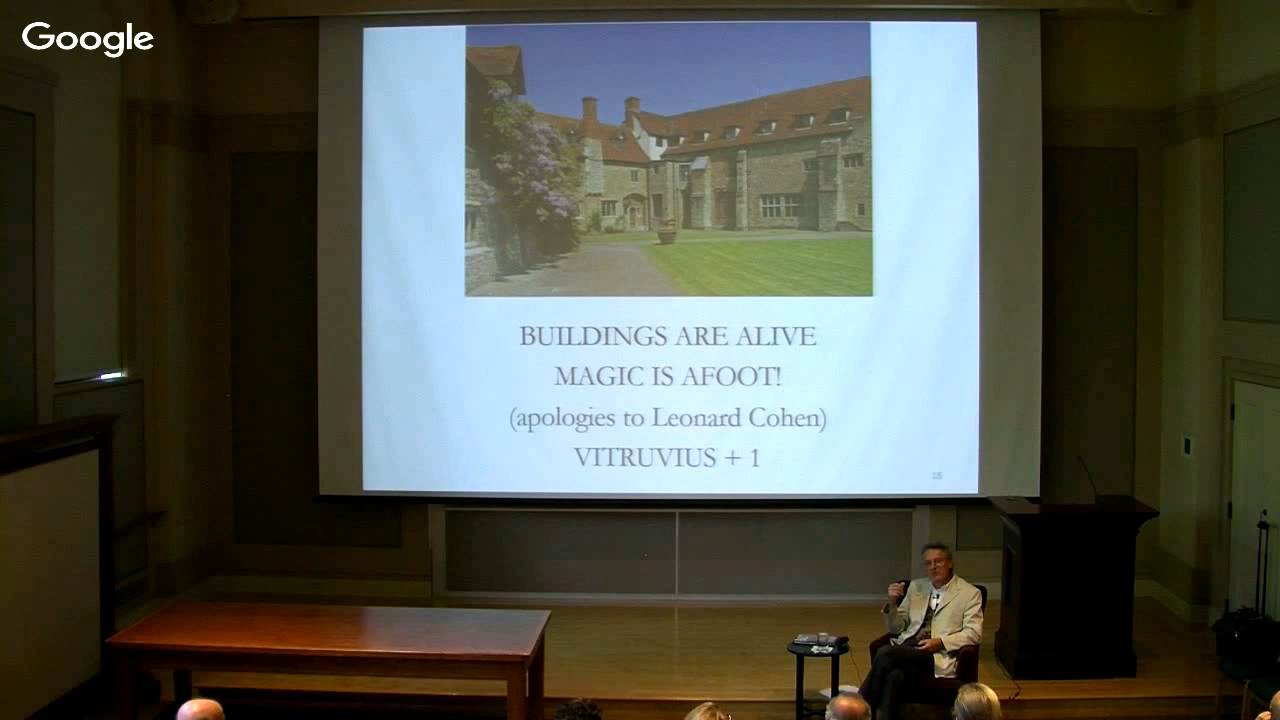 Google
BUILDINGS ARE ALIVE
MAGIC IS AFOOT!
(apologies to Leonard Cohen)
VITRUVIUS + 1